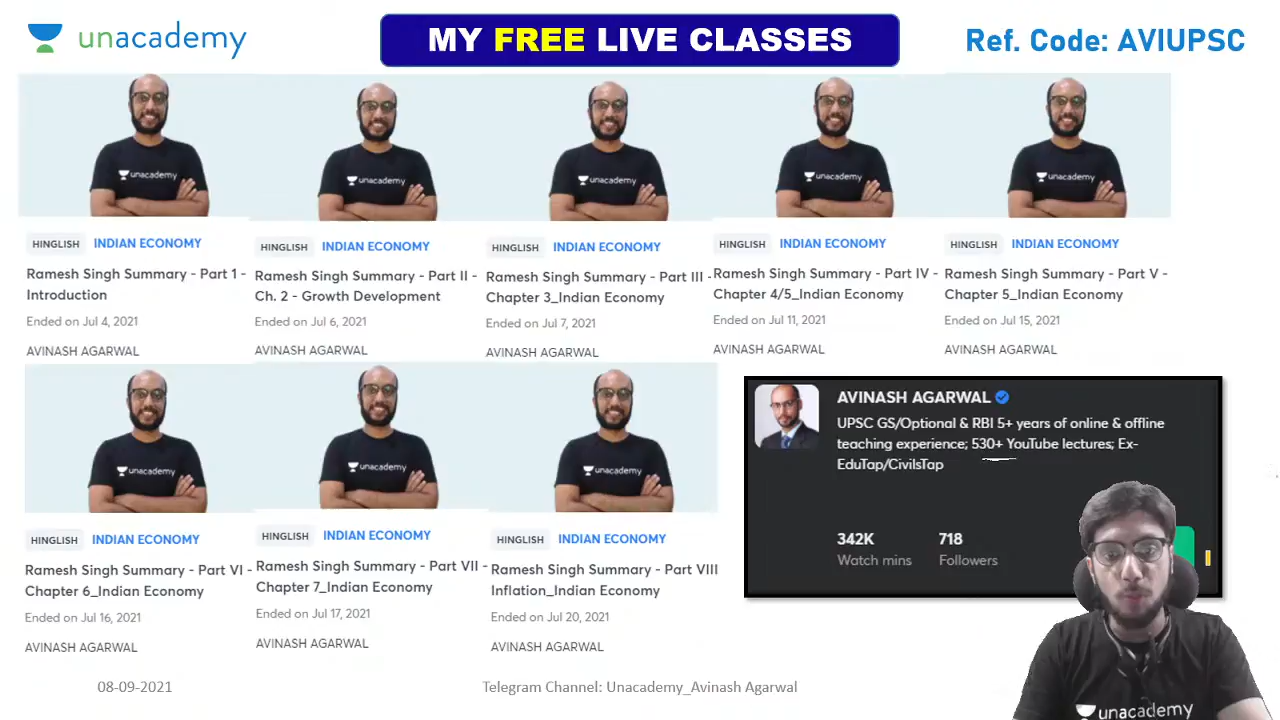 unacademy
MY FREE LIVE CLASSES
Ref. Code: AVIUPSC
unacademy
unacademy
unacademy
unacademy
unacademy
HINGLISH INDIAN ECONOMY
Ramesh Singh Summary - Part 1 -
Introduction
Ended on Jul 4, 2021
AVINASH AGARWAL
HINGLISH INDIAN ECONOMY
Ramesh Singh Summary - Part II -
Ch. 2 - Growth Development
Ended on Jul 6, 2021
AVINASH AGARWAL
HINGLISH INDIAN ECONOMY
Ramesh Singh Summary - Part III -
Chapter 3_Indian Economy
Ended on Jul 7, 2021
AVINASH AGARWAL
HINGLISH INDIAN ECONOMY
Ramesh Singh Summary - Part IV -
Chapter 4/5_Indian Economy
Ended on Jul 11, 2021
AVINASH AGARWAL
HINGLISH INDIAN ECONOMY
Ramesh Singh Summary - Part V -
Chapter 5_Indian Economy
Ended on Jul 15, 2021
AVINASH AGARWAL
unacademy
unacademy
unacademy
HINGLISH INDIAN ECONOMY
Ramesh Singh Summary - Part VI -
Chapter 6_Indian Economy
Ended on Jul 16, 2021
AVINASH AGARWAL
HINGLISH INDIAN ECONOMY
Ramesh Singh Summary - Part VII -
Chapter 7_Indian Economy
Ended on Jul 17, 2021
AVINASH AGARWAL
HINGLISH INDIAN ECONOMY
Ramesh Singh Summary - Part VIII
Inflation_Indian Economy
Ended on Jul 20, 2021
AVINASH AGARWAL
AVINASH AGARWAL
UPSC GS/Optional & RBI 5+ years of online & offline
teaching experience; 530+ YouTube lectures; Ex-
EduTap/CivilsTap
342K 718
Watch mins Followers
unacademy
08-09-2021
Telegram Channel: Unacademy_Avinash Agarwal